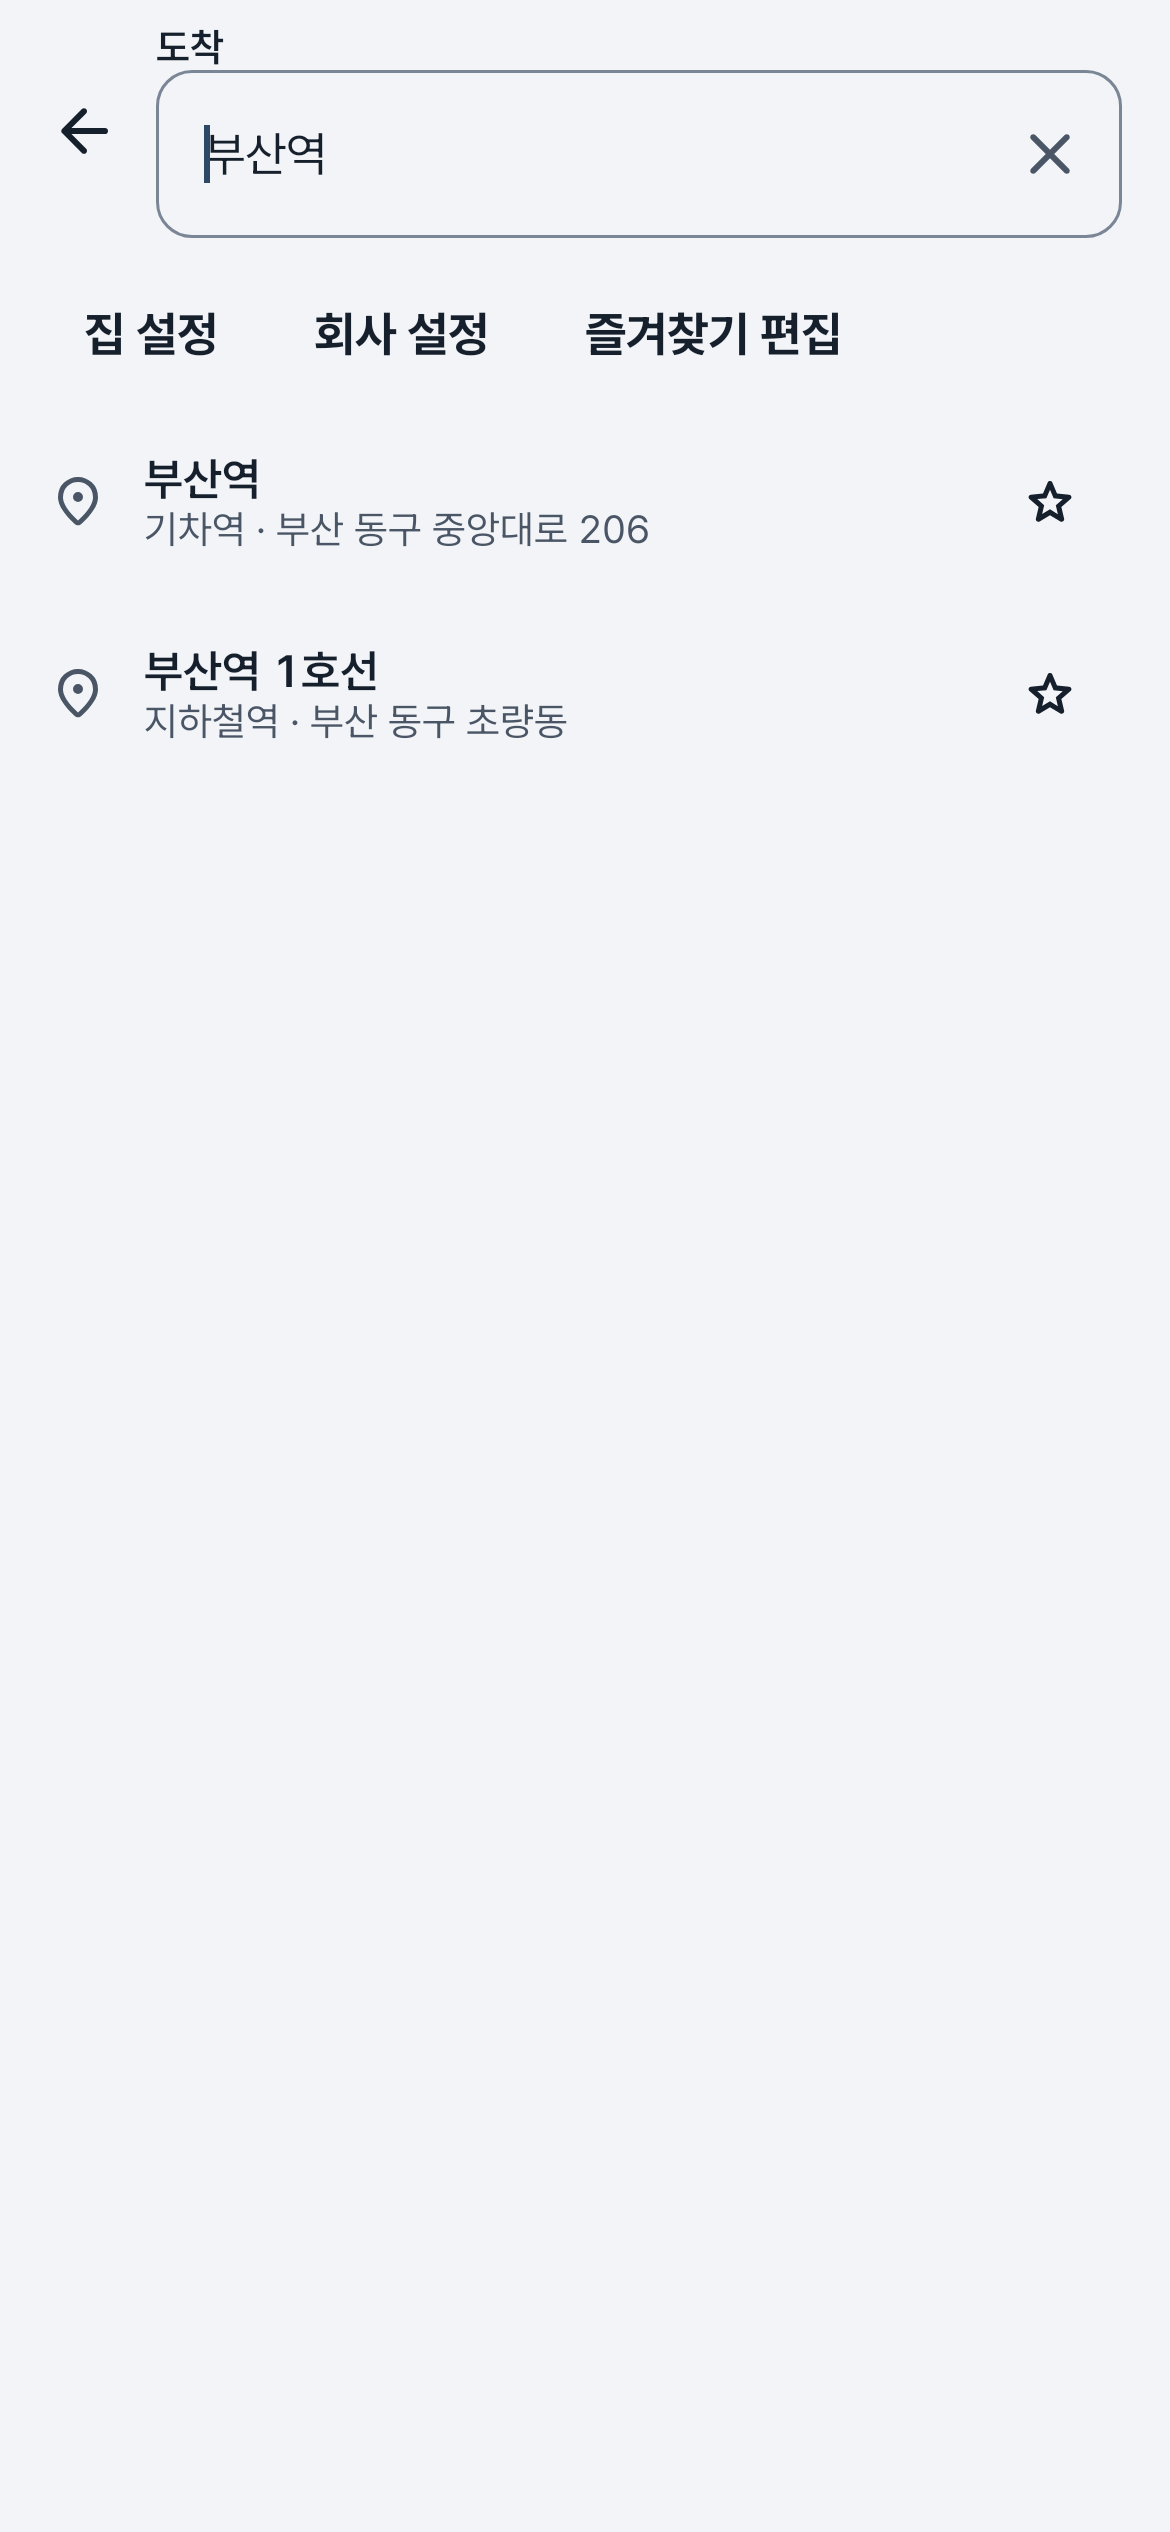 도착
부산역
집 설정 회사 설정 즐겨찾기 편집
부산역
기차역 · 부산 동구 중앙대로 206
부산역 1호선
지하철역 · 부산 동구 초량동